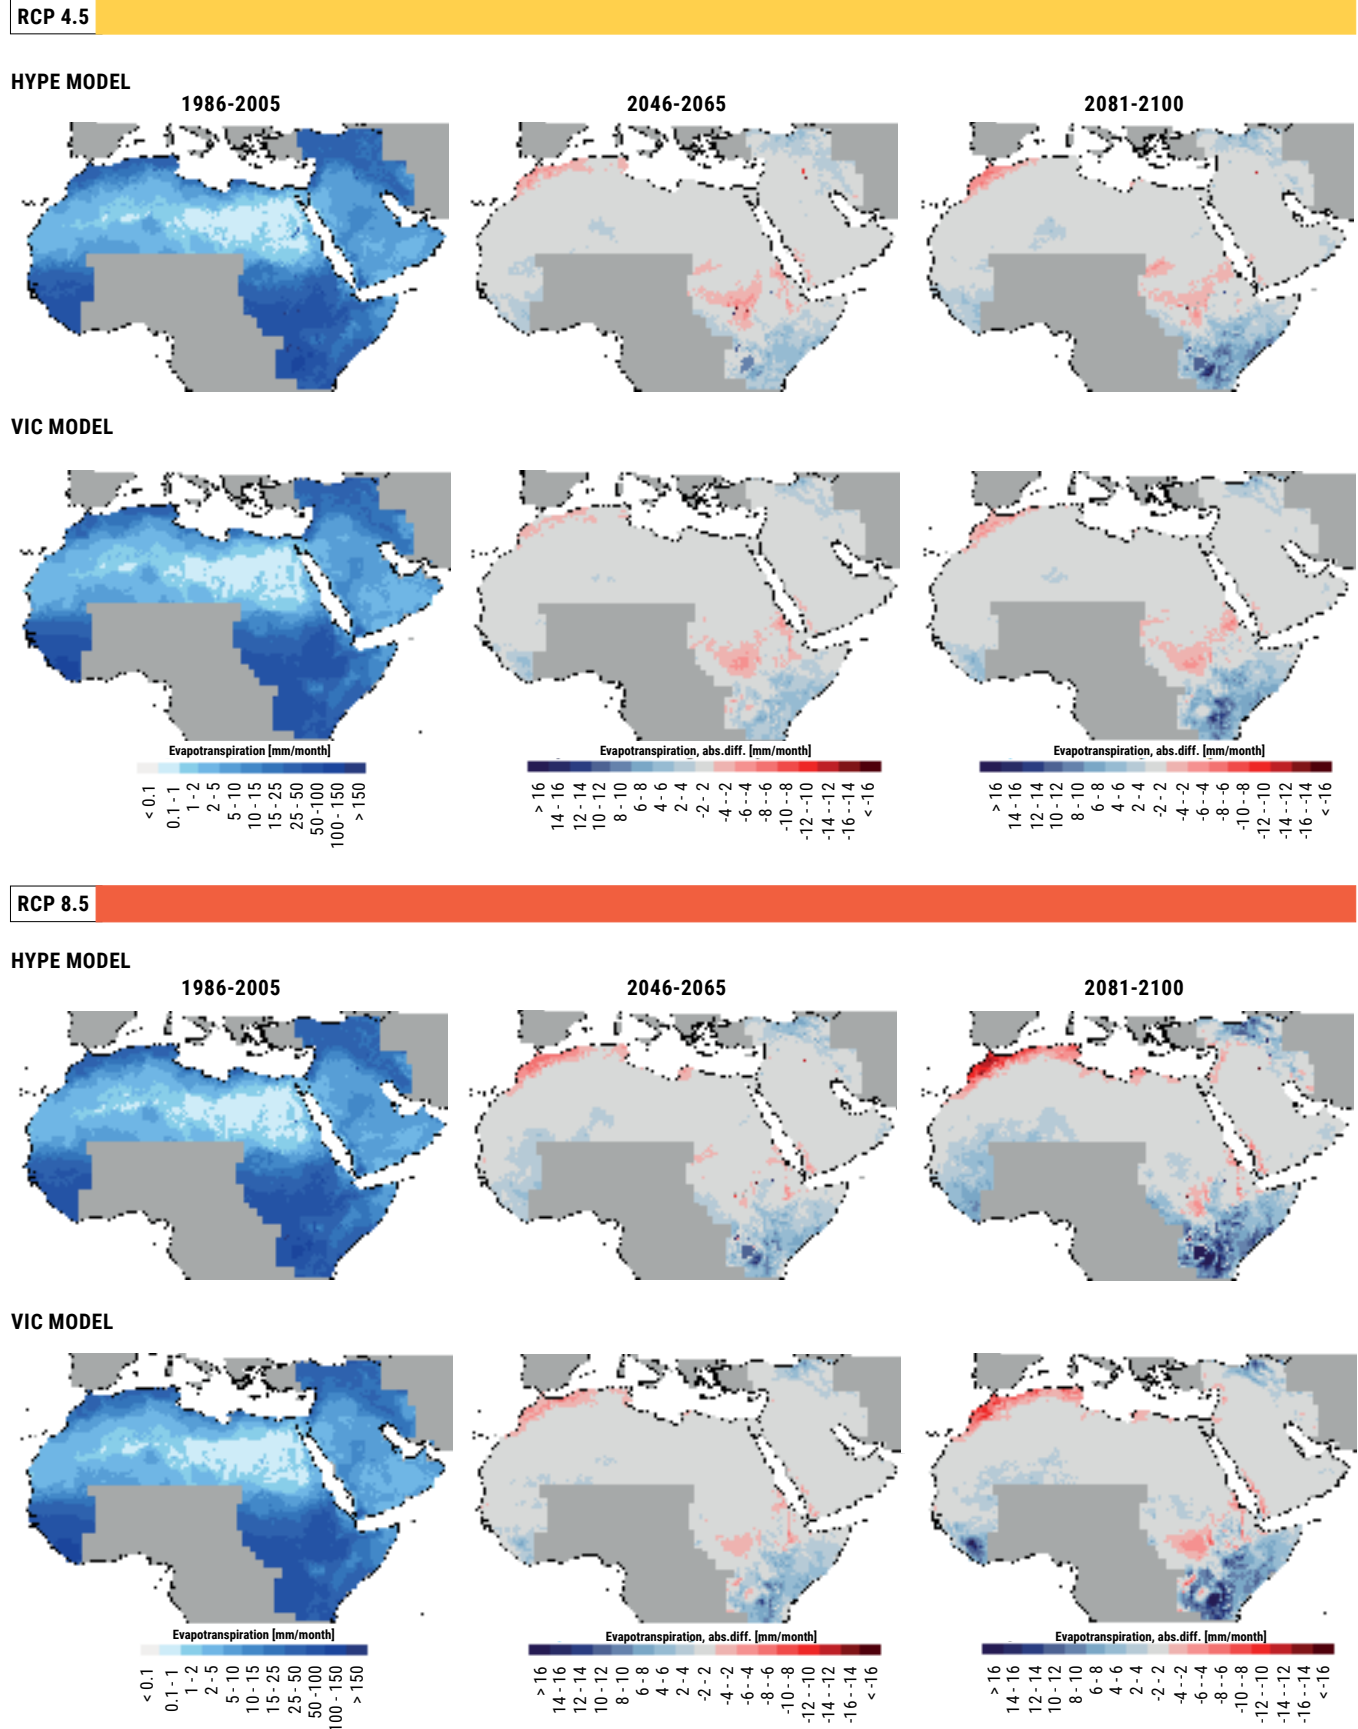 RCP 4.5
HYPE MODEL
1986-2005 2046-2065 2081-2100
VIC MODEL
Evapotranspiration [mm/month] Evapotranspiration, abs.diff. [mm/month] Evapotranspiration, abs.diff. [mm/month]
< 0.1 0.1 - 1 1 - 2 2 - 5 5 - 10 10 - 15 15 - 25 25 - 50 50 -100 100 - 150 > 150
> 16 14 - 16 12 - 14 10 - 12 8 - 10 6 - 8 4 - 6 2 - 4 -2 - 2 -4 - -2 -6 - -4 -8 - -6 -10 - -8 -12 - -10 -14 - -12 -16 - -14 < -16
> 16 14 - 16 12 - 14 10 - 12 8 - 10 6 - 8 4 - 6 2 - 4 -2 - 2 -4 - -2 -6 - -4 -8 - -6 -10 - -8 -12 - -10 -14 - -12 -16 - -14 < -16
RCP 8.5
HYPE MODEL
1986-2005 2046-2065 2081-2100
VIC MODEL
Evapotranspiration [mm/month] Evapotranspiration, abs.diff. [mm/month] Evapotranspiration, abs.diff. [mm/month]
< 0.1 0.1 - 1 1 - 2 2 - 5 5 - 10 10 - 15 15 - 25 25 - 50 50 -100 100 - 150 > 150
> 16 14 - 16 12 - 14 10 - 12 8 - 10 6 - 8 4 - 6 2 - 4 -2 - 2 -4 - -2 -6 - -4 -8 - -6 -10 - -8 -12 - -10 -14 - -12 -16 - -14 < -16
> 16 14 - 16 12 - 14 10 - 12 8 - 10 6 - 8 4 - 6 2 - 4 -2 - 2 -4 - -2 -6 - -4 -8 - -6 -10 - -8 -12 - -10 -14 - -12 -16 - -14 < -16